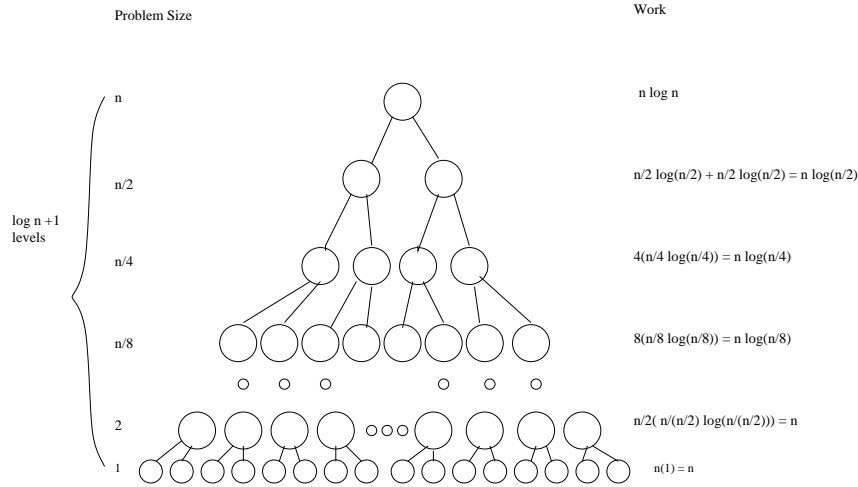 Problem Size
Work
n
n log n
n/2
n/2 log(n/2) + n/2 log(n/2) = n log(n/2)
log n +1
levels
n/4
4(n/4 log(n/4)) = n log(n/4)
n/8
8(n/8 log(n/8)) = n log(n/8)
2
n/2( n/(n/2) log(n/(n/2))) = n
1
n(1) = n